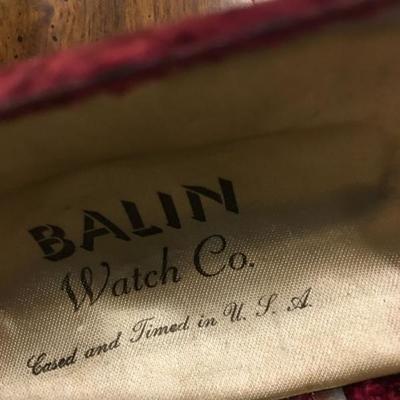 BALIN
Watch Co.
Cased and Timed in U. S. A.